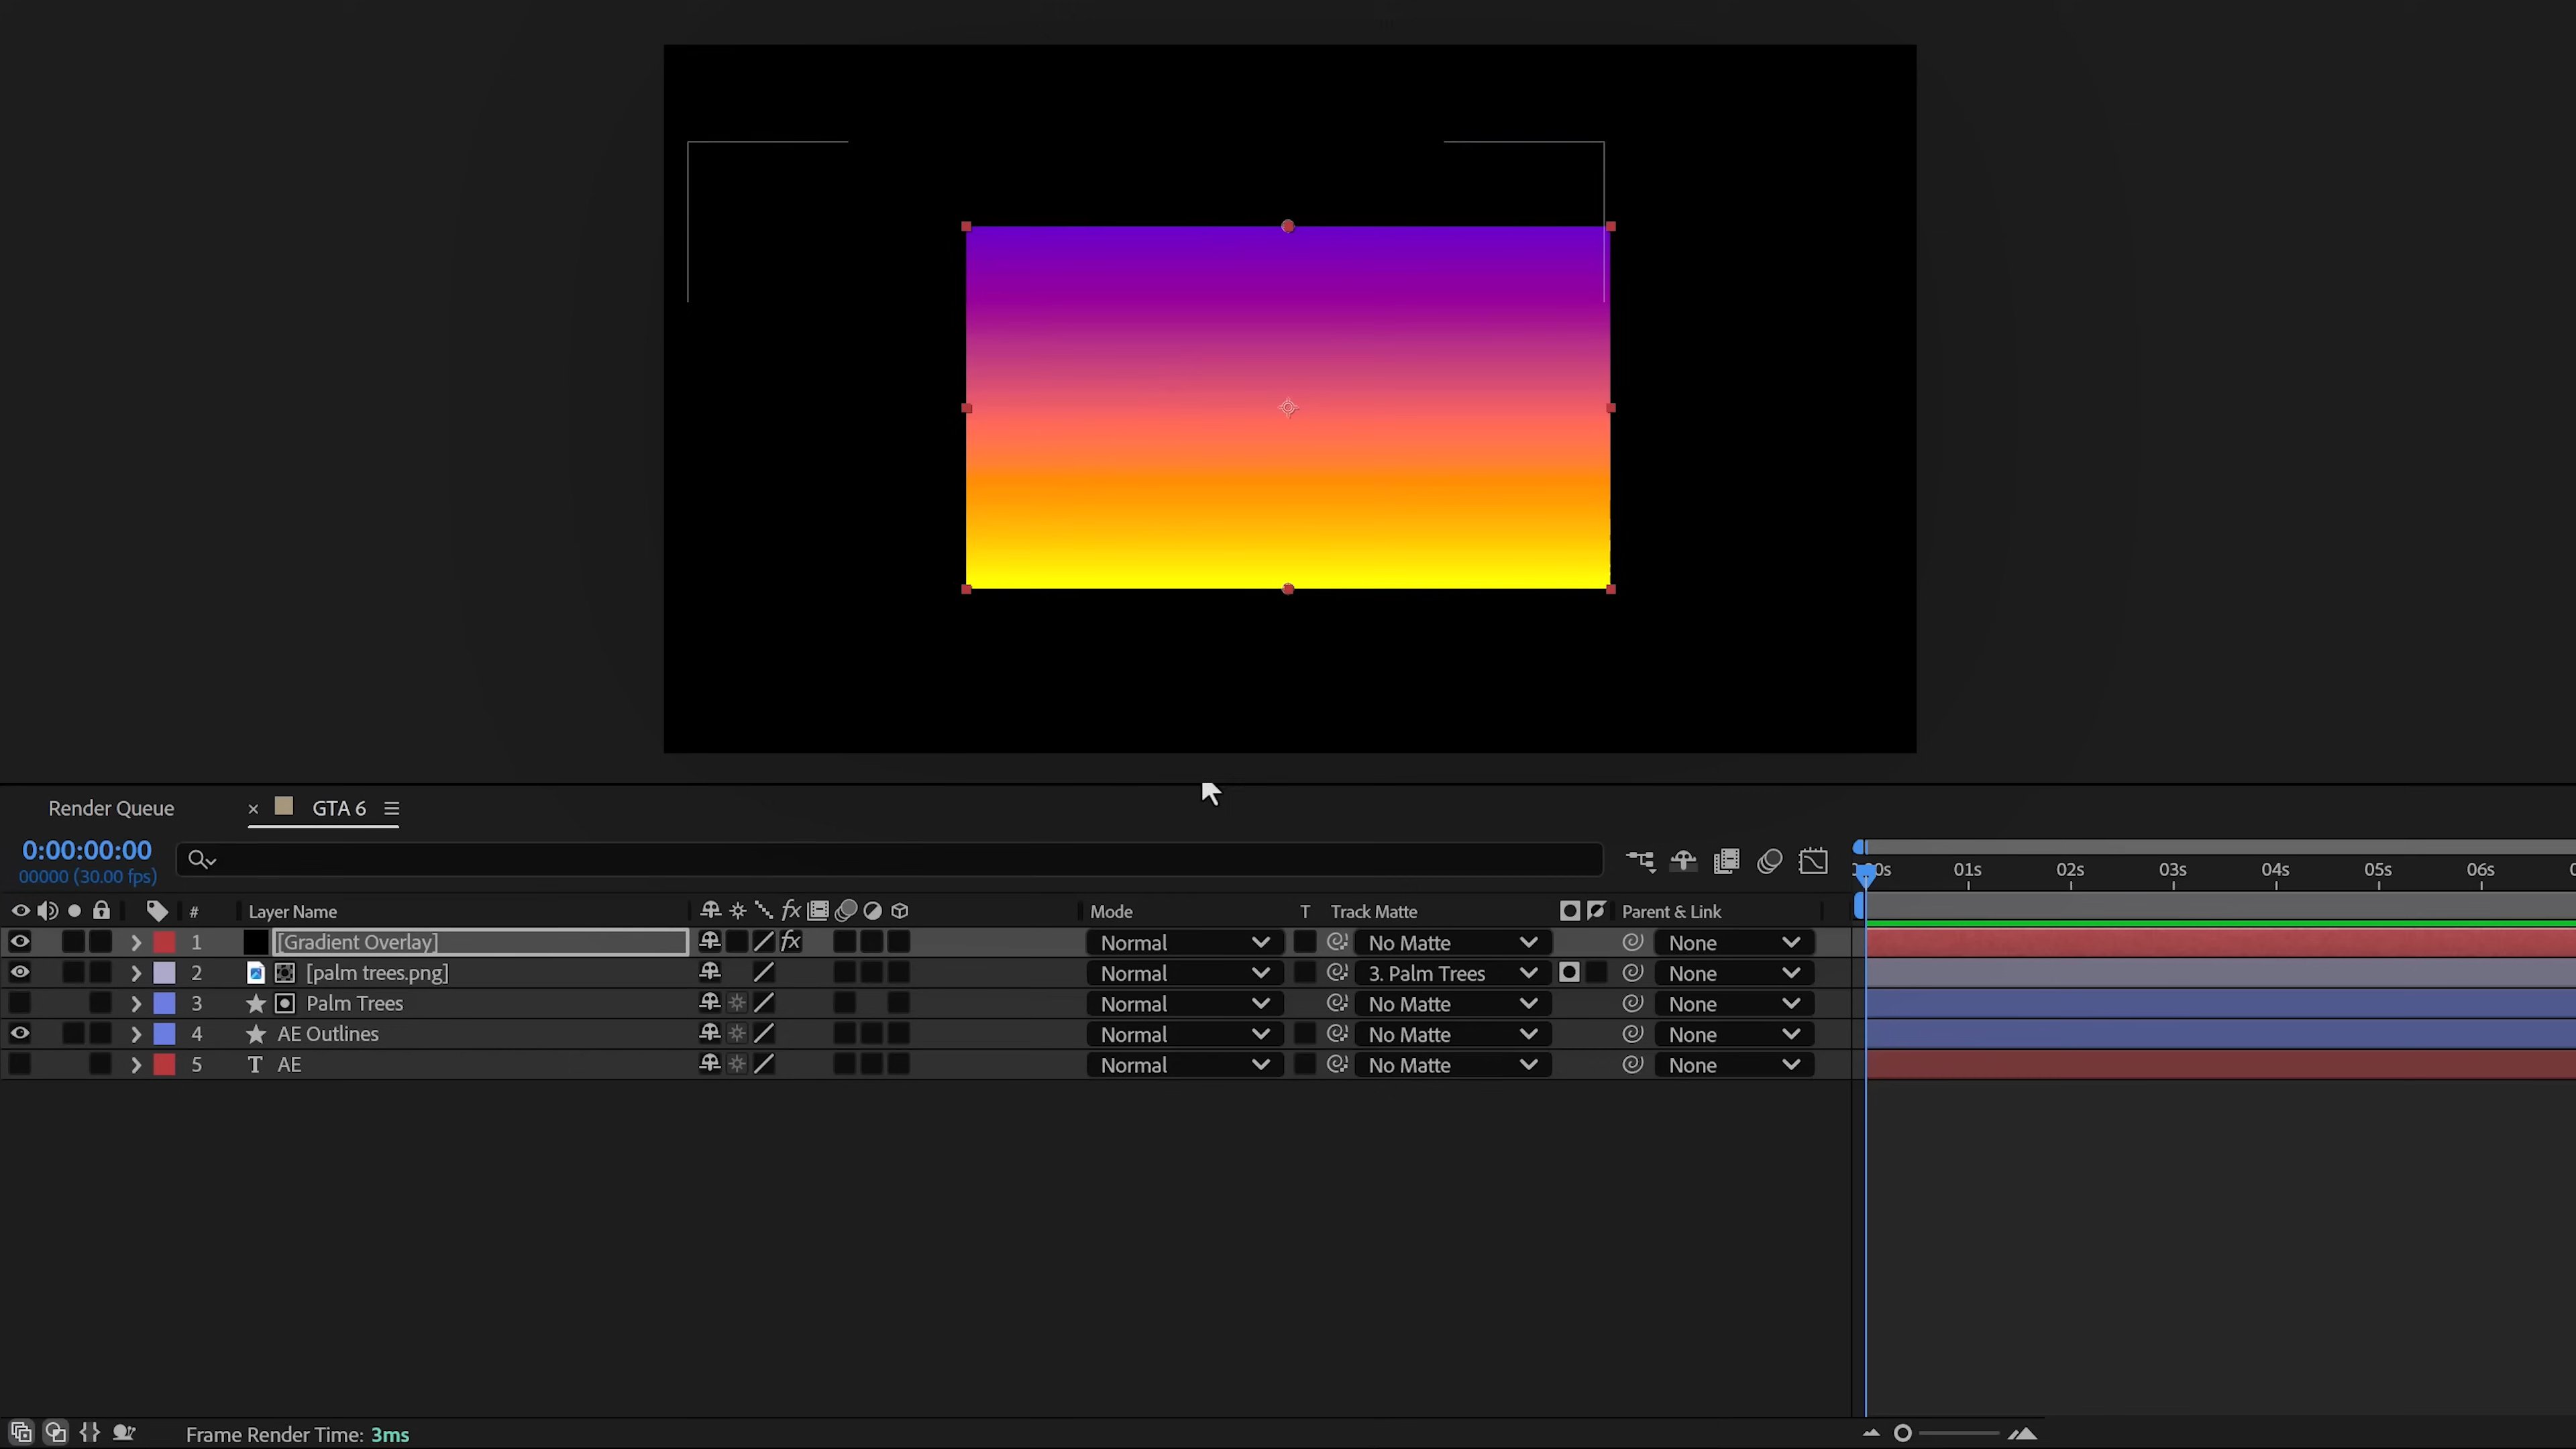 Render Queue × GTA 6
0:00:00:00
00000 (30.00 fps)
0s 01s 02s 03s 04s 05s 06s
# Layer Name fx Mode T Track Matte Parent & Link
1 [Gradient Overlay] fx Normal No Matte None
2 [palm trees.png] Normal 3. Palm Trees None
3 Palm Trees Normal No Matte None
4 AE Outlines Normal No Matte None
5 T AE Normal No Matte None
Frame Render Time: 3ms